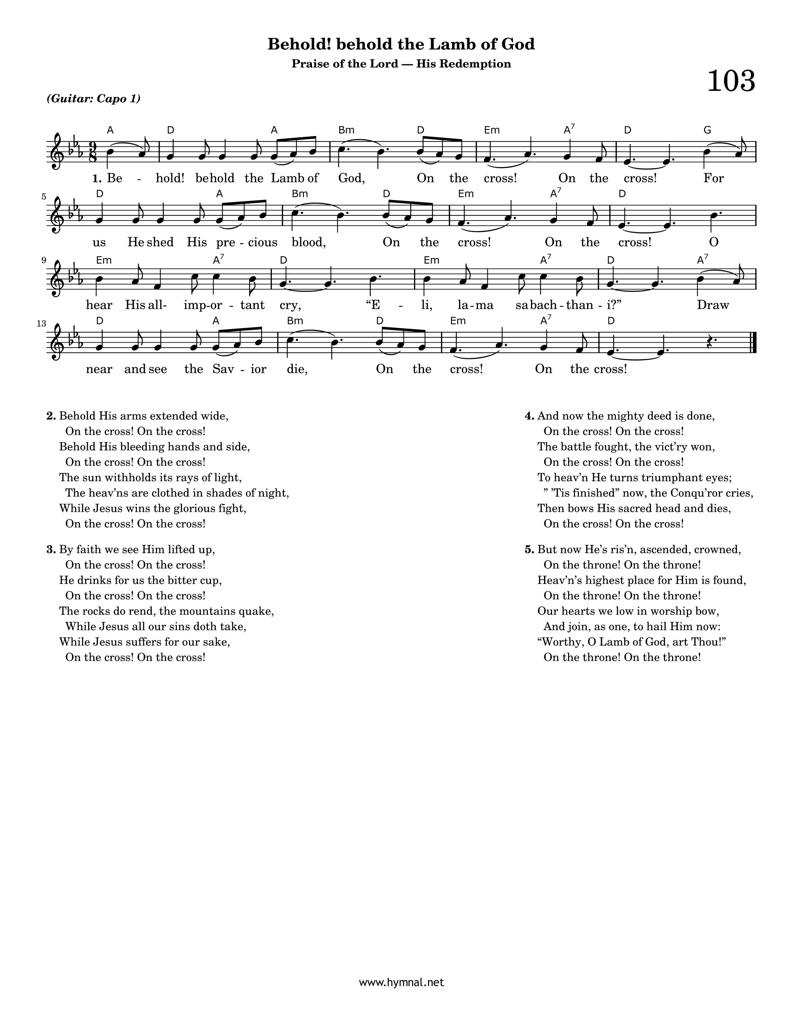 Behold! behold the Lamb of God
Praise of the Lord — His Redemption
103
(Guitar: Capo 1)
A D A Bm D Em A7 D G
1. Be - hold! behold the Lamb of God, On the cross! On the cross! For
5 D A Bm D Em A7 D
us He shed His pre - cious blood, On the cross! On the cross! O
9 Em A7 D Em A7 D A7
hear His all- imp-or - tant cry, “E - li, la-ma sabach-than - i?” Draw
13 D A Bm D Em A7 D
near and see the Sav - ior die, On the cross! On the cross!
2. Behold His arms extended wide,
On the cross! On the cross!
Behold His bleeding hands and side,
On the cross! On the cross!
The sun withholds its rays of light,
The heav’ns are clothed in shades of night,
While Jesus wins the glorious fight,
On the cross! On the cross!
3. By faith we see Him lifted up,
On the cross! On the cross!
He drinks for us the bitter cup,
On the cross! On the cross!
The rocks do rend, the mountains quake,
While Jesus all our sins doth take,
While Jesus suffers for our sake,
On the cross! On the cross!
4. And now the mighty deed is done,
On the cross! On the cross!
The battle fought, the vict’ry won,
On the cross! On the cross!
To heav’n He turns triumphant eyes;
” ’Tis finished” now, the Conqu’ror cries,
Then bows His sacred head and dies,
On the cross! On the cross!
5. But now He’s ris’n, ascended, crowned,
On the throne! On the throne!
Heav’n’s highest place for Him is found,
On the throne! On the throne!
Our hearts we low in worship bow,
And join, as one, to hail Him now:
“Worthy, O Lamb of God, art Thou!”
On the throne! On the throne!
www.hymnal.net